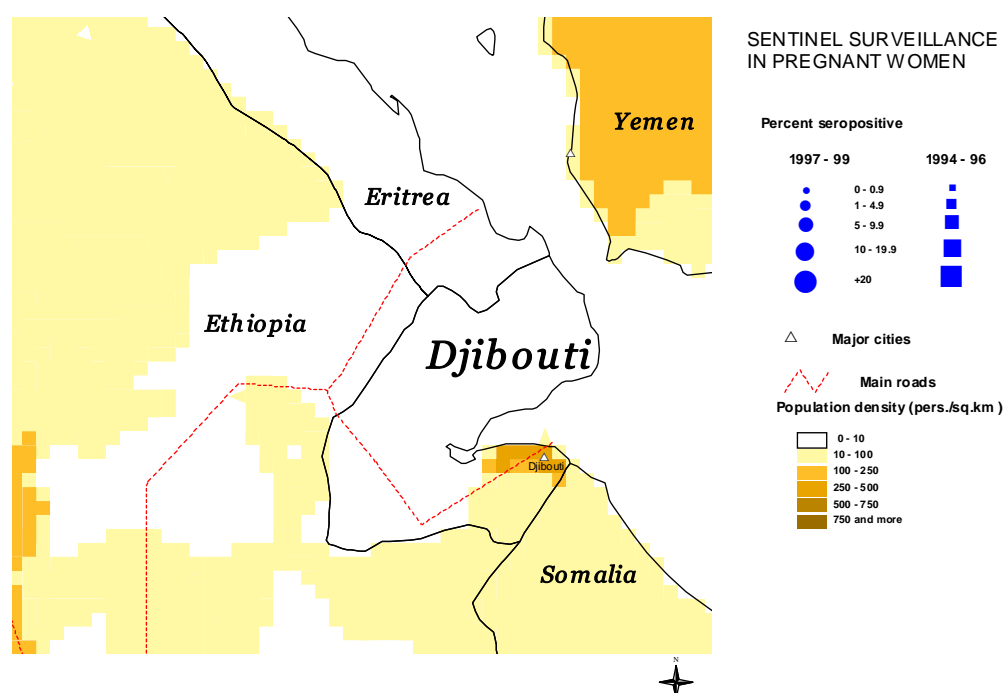 SENTINEL SURVEILLANCE
IN PREGNANT WOMEN
Yemen
Percent seropositive
1997 - 99
1994 - 96
0 - 0.9
1 - 4.9
5 - 9.9
10 - 19.9
+20
Eritrea
Ethiopia
Djibouti
Major cities
Main roads
Population density (pers./sq.km )
0 - 10
10 - 100
100 - 250
250 - 500
500 - 750
750 and more
Djibouti
Somalia
N